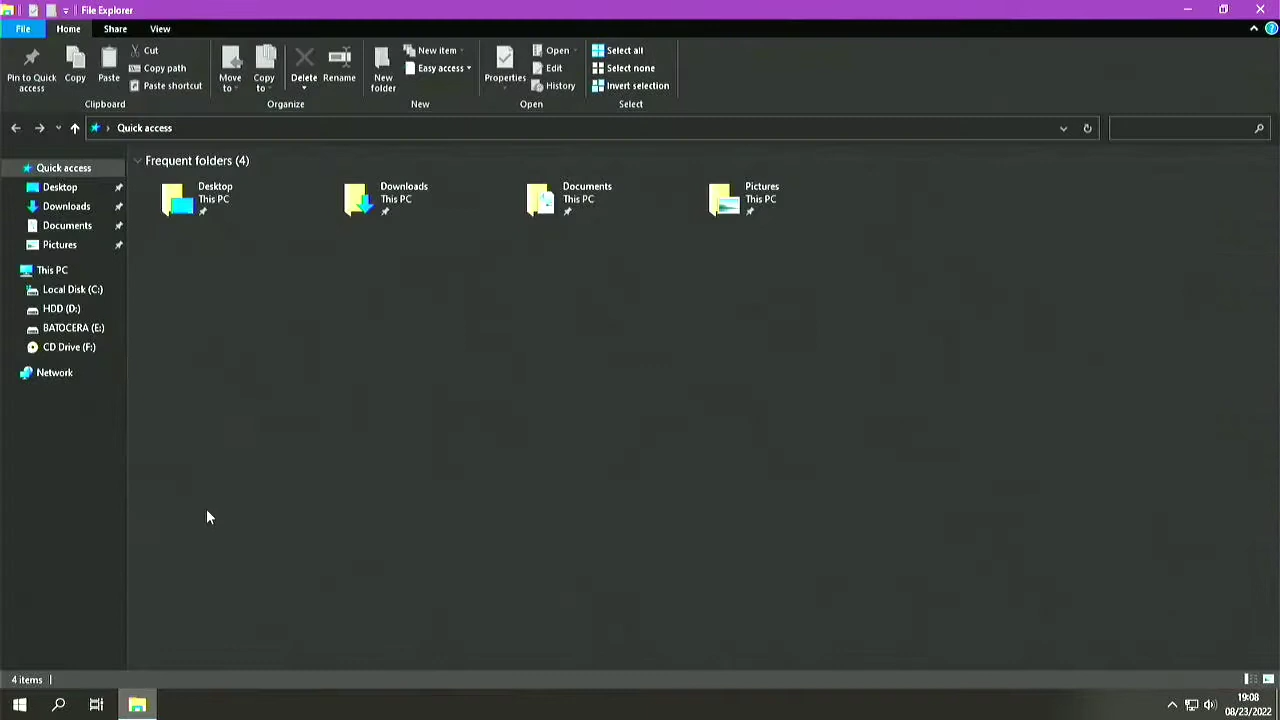 File Explorer
File Home Share View
Pin to Quick access
Copy
Paste
Cut
Copy path
Paste shortcut
Clipboard
Move to
Copy to
Delete
Rename
Organize
New folder
New item
Easy access
New
Properties
Open
Edit
History
Open
Select all
Select none
Invert selection
Select
Quick access
Quick access
Desktop
Downloads
Documents
Pictures
This PC
Local Disk (C:)
HDD (D:)
BATOCERA (E:)
CD Drive (F:)
Network
Frequent folders (4)
Desktop
This PC
Downloads
This PC
Documents
This PC
Pictures
This PC
4 items
19:08
08/23/2022